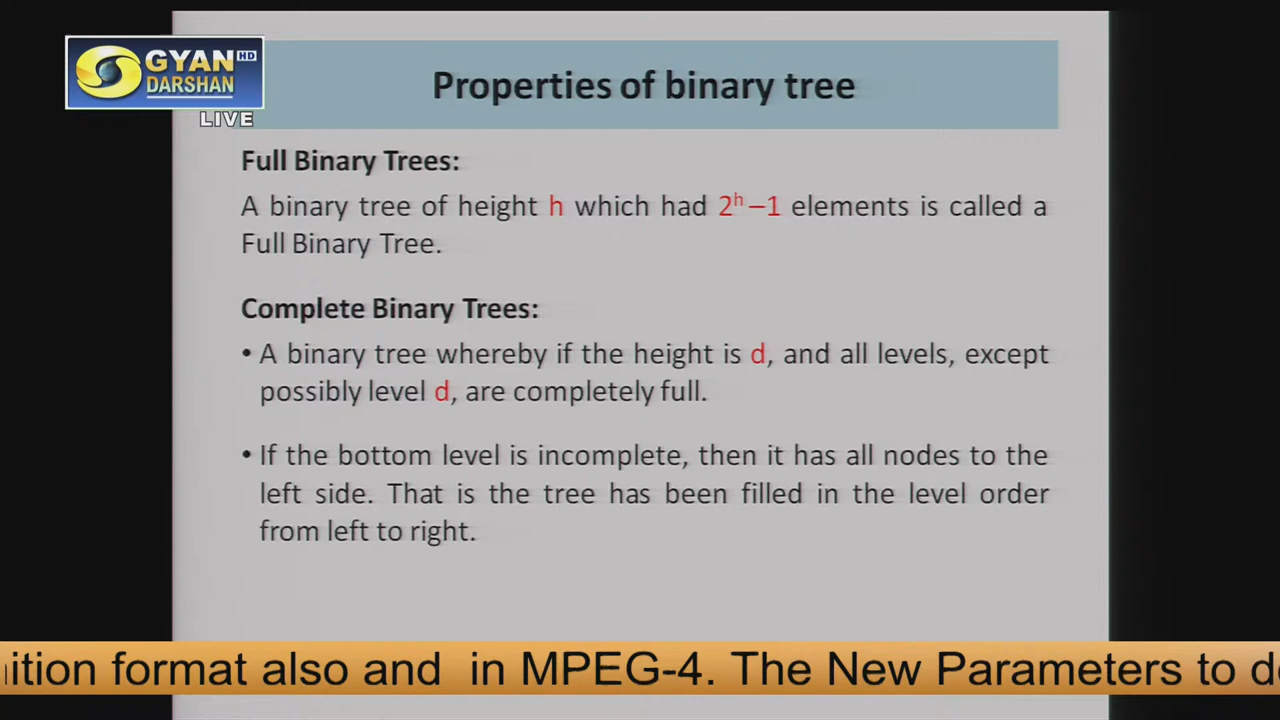 GYAN HD
DARSHAN
LIVE
Properties of binary tree
Full Binary Trees:
A binary tree of height h which had 2ʰ–1 elements is called a
Full Binary Tree.
Complete Binary Trees:
• A binary tree whereby if the height is d, and all levels, except
possibly level d, are completely full.
• If the bottom level is incomplete, then it has all nodes to the
left side. That is the tree has been filled in the level order
from left to right.
format also and in MPEG-4. The New Parameters to